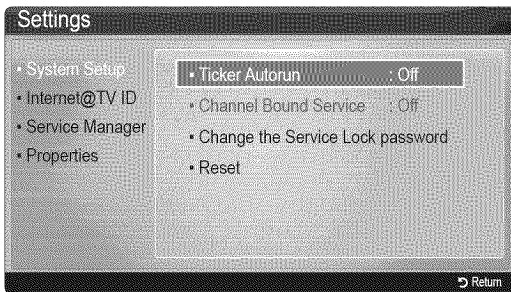 Settings
• System Setup
• Internet@TV ID
• Service Manager
• Properties
• Ticker Autorun : Off
• Channel Bound Service : Off
• Change the Service Lock password
• Reset
Return